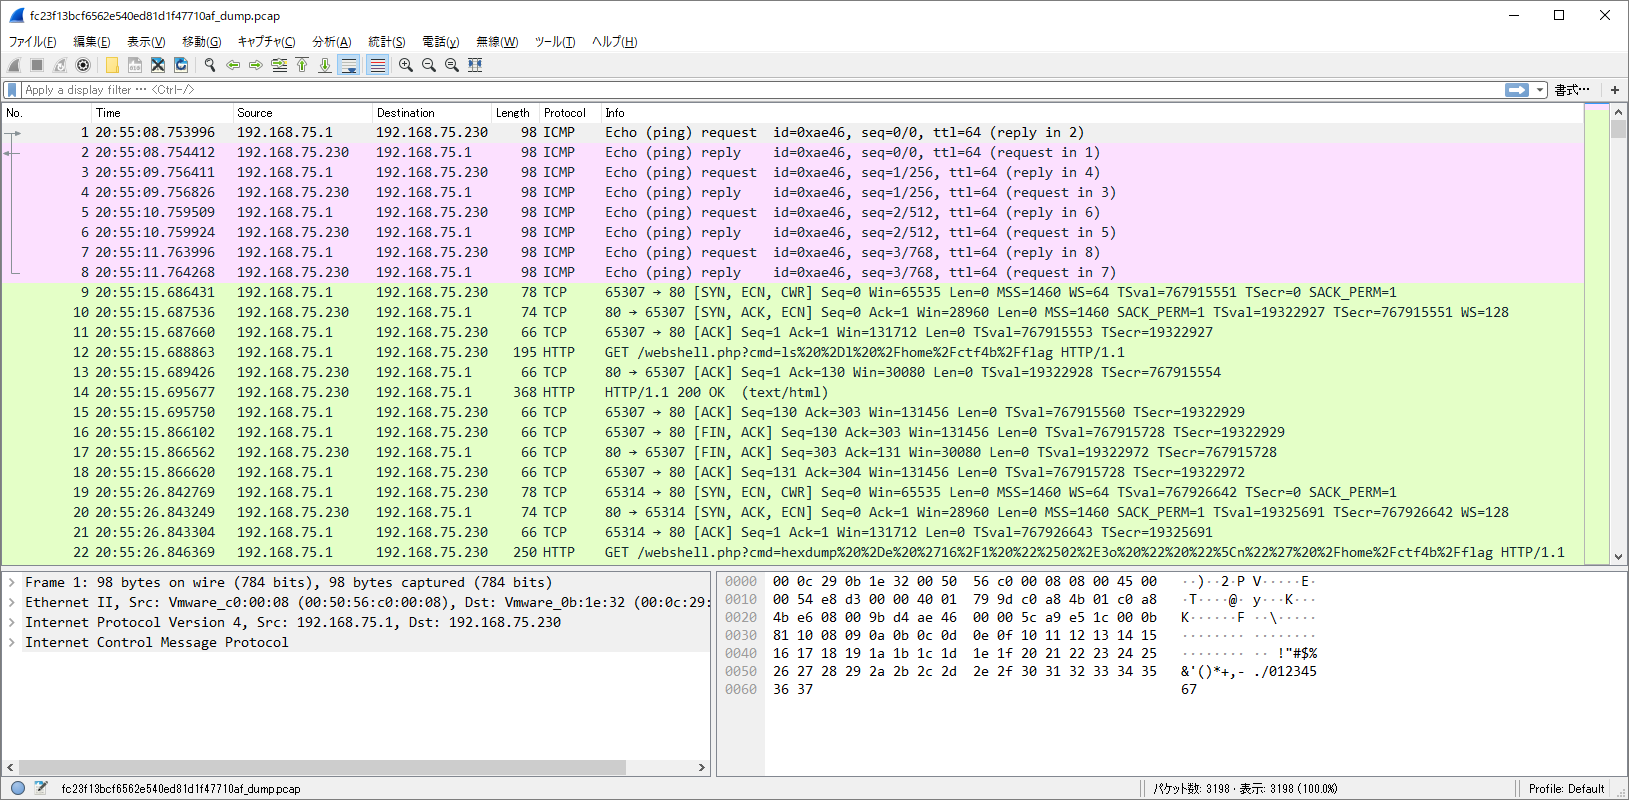 fc23f13bcf6562e540ed81d1f47710af_dump.pcap
ファイル(F) 編集(E) 表示(V) 移動(G) キャプチャ(C) 分析(A) 統計(S) 電話(y) 無線(W) ツール(T) ヘルプ(H)
Apply a display filter … <Ctrl-/> 書式… +
No. Time Source Destination Length Protocol Info
1 20:55:08.753996 192.168.75.1 192.168.75.230 98 ICMP Echo (ping) request id=0xae46, seq=0/0, ttl=64 (reply in 2)
2 20:55:08.754412 192.168.75.230 192.168.75.1 98 ICMP Echo (ping) reply id=0xae46, seq=0/0, ttl=64 (request in 1)
3 20:55:09.756411 192.168.75.1 192.168.75.230 98 ICMP Echo (ping) request id=0xae46, seq=1/256, ttl=64 (reply in 4)
4 20:55:09.756826 192.168.75.230 192.168.75.1 98 ICMP Echo (ping) reply id=0xae46, seq=1/256, ttl=64 (request in 3)
5 20:55:10.759509 192.168.75.1 192.168.75.230 98 ICMP Echo (ping) request id=0xae46, seq=2/512, ttl=64 (reply in 6)
6 20:55:10.759924 192.168.75.230 192.168.75.1 98 ICMP Echo (ping) reply id=0xae46, seq=2/512, ttl=64 (request in 5)
7 20:55:11.763996 192.168.75.1 192.168.75.230 98 ICMP Echo (ping) request id=0xae46, seq=3/768, ttl=64 (reply in 8)
8 20:55:11.764268 192.168.75.230 192.168.75.1 98 ICMP Echo (ping) reply id=0xae46, seq=3/768, ttl=64 (request in 7)
9 20:55:15.686431 192.168.75.1 192.168.75.230 78 TCP 65307 → 80 [SYN, ECN, CWR] Seq=0 Win=65535 Len=0 MSS=1460 WS=64 TSval=767915551 TSecr=0 SACK_PERM=1
10 20:55:15.687536 192.168.75.230 192.168.75.1 74 TCP 80 → 65307 [SYN, ACK, ECN] Seq=0 Ack=1 Win=28960 Len=0 MSS=1460 SACK_PERM=1 TSval=19322927 TSecr=767915551 WS=128
11 20:55:15.687660 192.168.75.1 192.168.75.230 66 TCP 65307 → 80 [ACK] Seq=1 Ack=1 Win=131712 Len=0 TSval=767915553 TSecr=19322927
12 20:55:15.688863 192.168.75.1 192.168.75.230 195 HTTP GET /webshell.php?cmd=ls%20%2Dl%20%2Fhome%2Fctf4b%2Fflag HTTP/1.1
13 20:55:15.689426 192.168.75.230 192.168.75.1 66 TCP 80 → 65307 [ACK] Seq=1 Ack=130 Win=30080 Len=0 TSval=19322928 TSecr=767915554
14 20:55:15.695677 192.168.75.230 192.168.75.1 368 HTTP HTTP/1.1 200 OK (text/html)
15 20:55:15.695750 192.168.75.1 192.168.75.230 66 TCP 65307 → 80 [ACK] Seq=130 Ack=303 Win=131456 Len=0 TSval=767915560 TSecr=19322929
16 20:55:15.866102 192.168.75.1 192.168.75.230 66 TCP 65307 → 80 [FIN, ACK] Seq=130 Ack=303 Win=131456 Len=0 TSval=767915728 TSecr=19322929
17 20:55:15.866562 192.168.75.230 192.168.75.1 66 TCP 80 → 65307 [FIN, ACK] Seq=303 Ack=131 Win=30080 Len=0 TSval=19322972 TSecr=767915728
18 20:55:15.866620 192.168.75.1 192.168.75.230 66 TCP 65307 → 80 [ACK] Seq=131 Ack=304 Win=131456 Len=0 TSval=767915728 TSecr=19322972
19 20:55:26.842769 192.168.75.1 192.168.75.230 78 TCP 65314 → 80 [SYN, ECN, CWR] Seq=0 Win=65535 Len=0 MSS=1460 WS=64 TSval=767926642 TSecr=0 SACK_PERM=1
20 20:55:26.843249 192.168.75.230 192.168.75.1 74 TCP 80 → 65314 [SYN, ACK, ECN] Seq=0 Ack=1 Win=28960 Len=0 MSS=1460 SACK_PERM=1 TSval=19325691 TSecr=767926642 WS=128
21 20:55:26.843304 192.168.75.1 192.168.75.230 66 TCP 65314 → 80 [ACK] Seq=1 Ack=1 Win=131712 Len=0 TSval=767926643 TSecr=19325691
22 20:55:26.846369 192.168.75.1 192.168.75.230 250 HTTP GET /webshell.php?cmd=hexdump%20%2De%20%2716%2F1%20%22%2502%2E3o%20%22%20%22%5Cn%22%27%20%2Fhome%2Fctf4b%2Fflag HTTP/1.1
Frame 1: 98 bytes on wire (784 bits), 98 bytes captured (784 bits)
Ethernet II, Src: Vmware_c0:00:08 (00:50:56:c0:00:08), Dst: Vmware_0b:1e:32 (00:0c:29:
Internet Protocol Version 4, Src: 192.168.75.1, Dst: 192.168.75.230
Internet Control Message Protocol
0000 00 0c 29 0b 1e 32 00 50 56 c0 00 08 08 00 45 00 ··)··2·P V·····E·
0010 00 54 e8 d3 00 00 40 01 79 9d c0 a8 4b 01 c0 a8 ·T····@· y···K···
0020 4b e6 08 00 9b d4 ae 46 00 00 5c a9 e5 1c 00 0b K······F ··\·····
0030 81 10 08 09 0a 0b 0c 0d 0e 0f 10 11 12 13 14 15 ········ ········
0040 16 17 18 19 1a 1b 1c 1d 1e 1f 20 21 22 23 24 25 ········ ·· !"#$%
0050 26 27 28 29 2a 2b 2c 2d 2e 2f 30 31 32 33 34 35 &'()*+,- ./012345
0060 36 37 67
fc23f13bcf6562e540ed81d1f47710af_dump.pcap パケット数: 3198 · 表示: 3198 (100.0%) Profile: Default